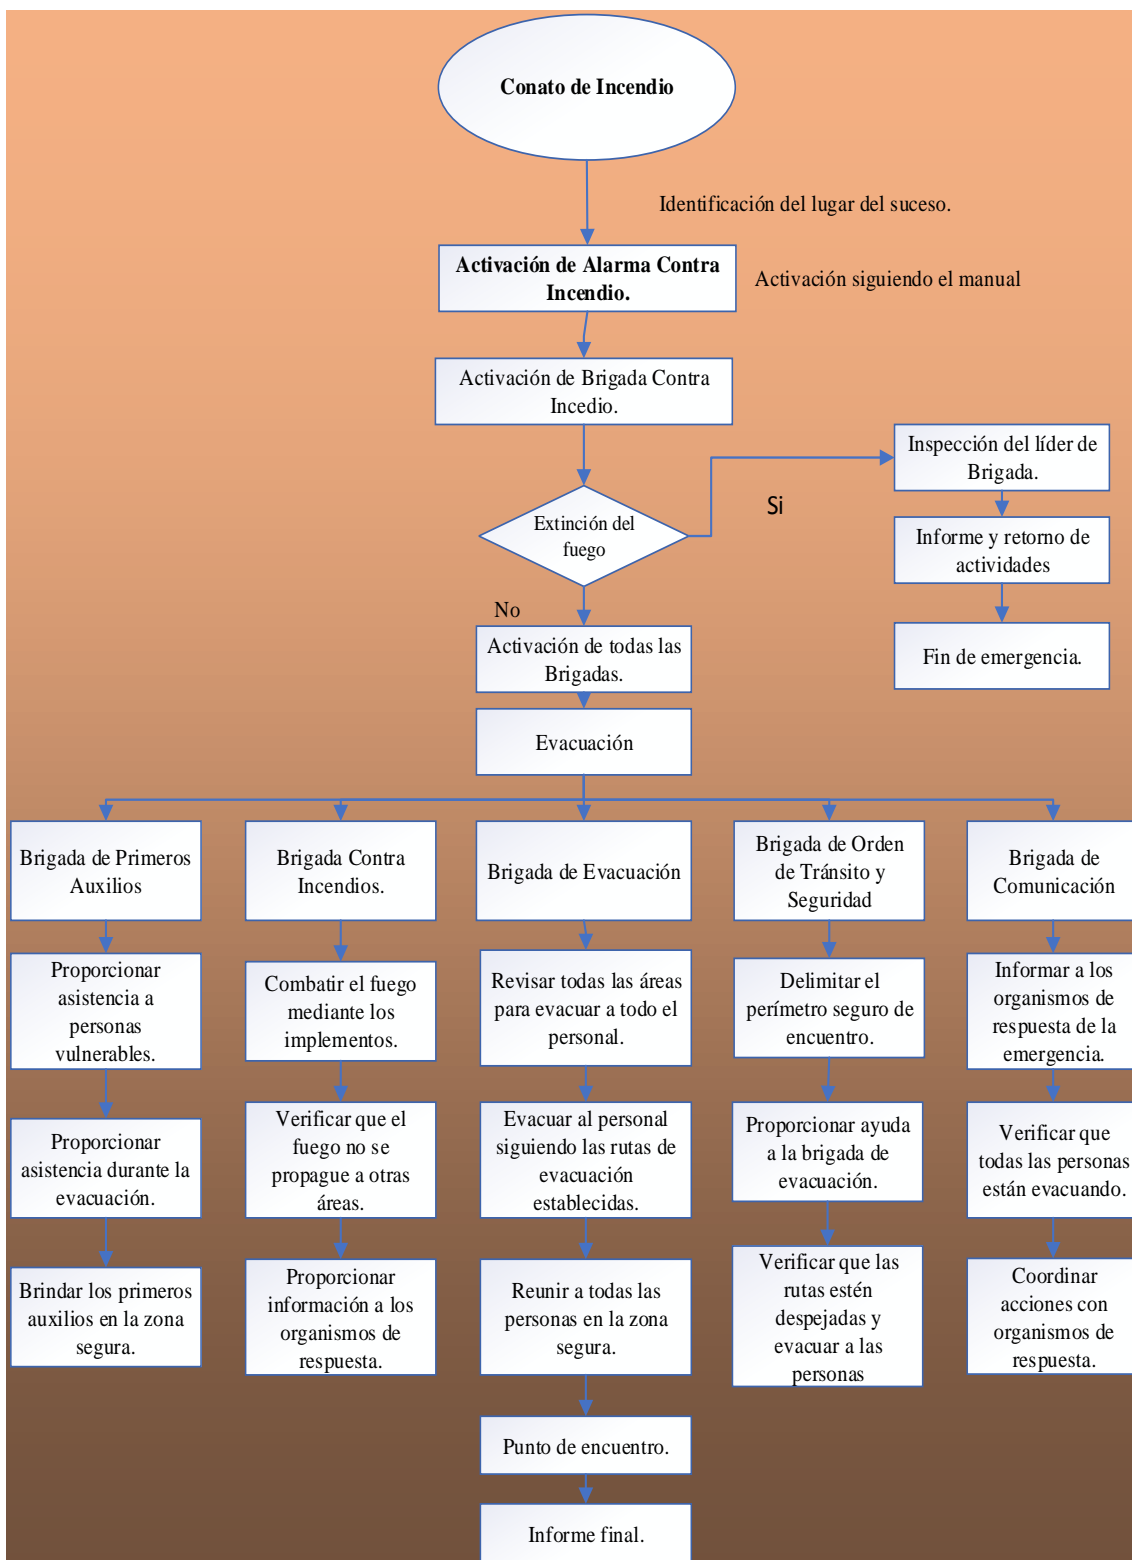 Conato de Incendio
Identificación del lugar del suceso.
Activación de Alarma Contra
Incendio.
Activación siguiendo el manual
Activación de Brigada Contra
Incedio.
Extinción del
fuego
Si
Inspección del líder de
Brigada.
Informe y retorno de
actividades
Fin de emergencia.
No
Activación de todas las
Brigadas.
Evacuación
Brigada de Primeros
Auxilios
Proporcionar
asistencia a
personas
vulnerables.
Proporcionar
asistencia durante la
evacuación.
Brindar los primeros
auxilios en la zona
segura.
Brigada Contra
Incendios.
Combatir el fuego
mediante los
implementos.
Verificar que el
fuego no se
propague a otras
áreas.
Proporcionar
información a los
organismos de
respuesta.
Brigada de Evacuación
Revisar todas las áreas
para evacuar a todo el
personal.
Evacuar al personal
siguiendo las rutas de
evacuación
establecidas.
Reunir a todas las
personas en la zona
segura.
Punto de encuentro.
Informe final.
Brigada de Orden
de Tránsito y
Seguridad
Delimitar el
perímetro seguro de
encuentro.
Proporcionar ayuda
a la brigada de
evacuación.
Verificar que las
rutas estén
despejadas y
evacuar a las
personas
Brigada de
Comunicación
Informar a los
organismos de
respuesta de la
emergencia.
Verificar que
todas las personas
están evacuando.
Coordinar
acciones con
organismos de
respuesta.